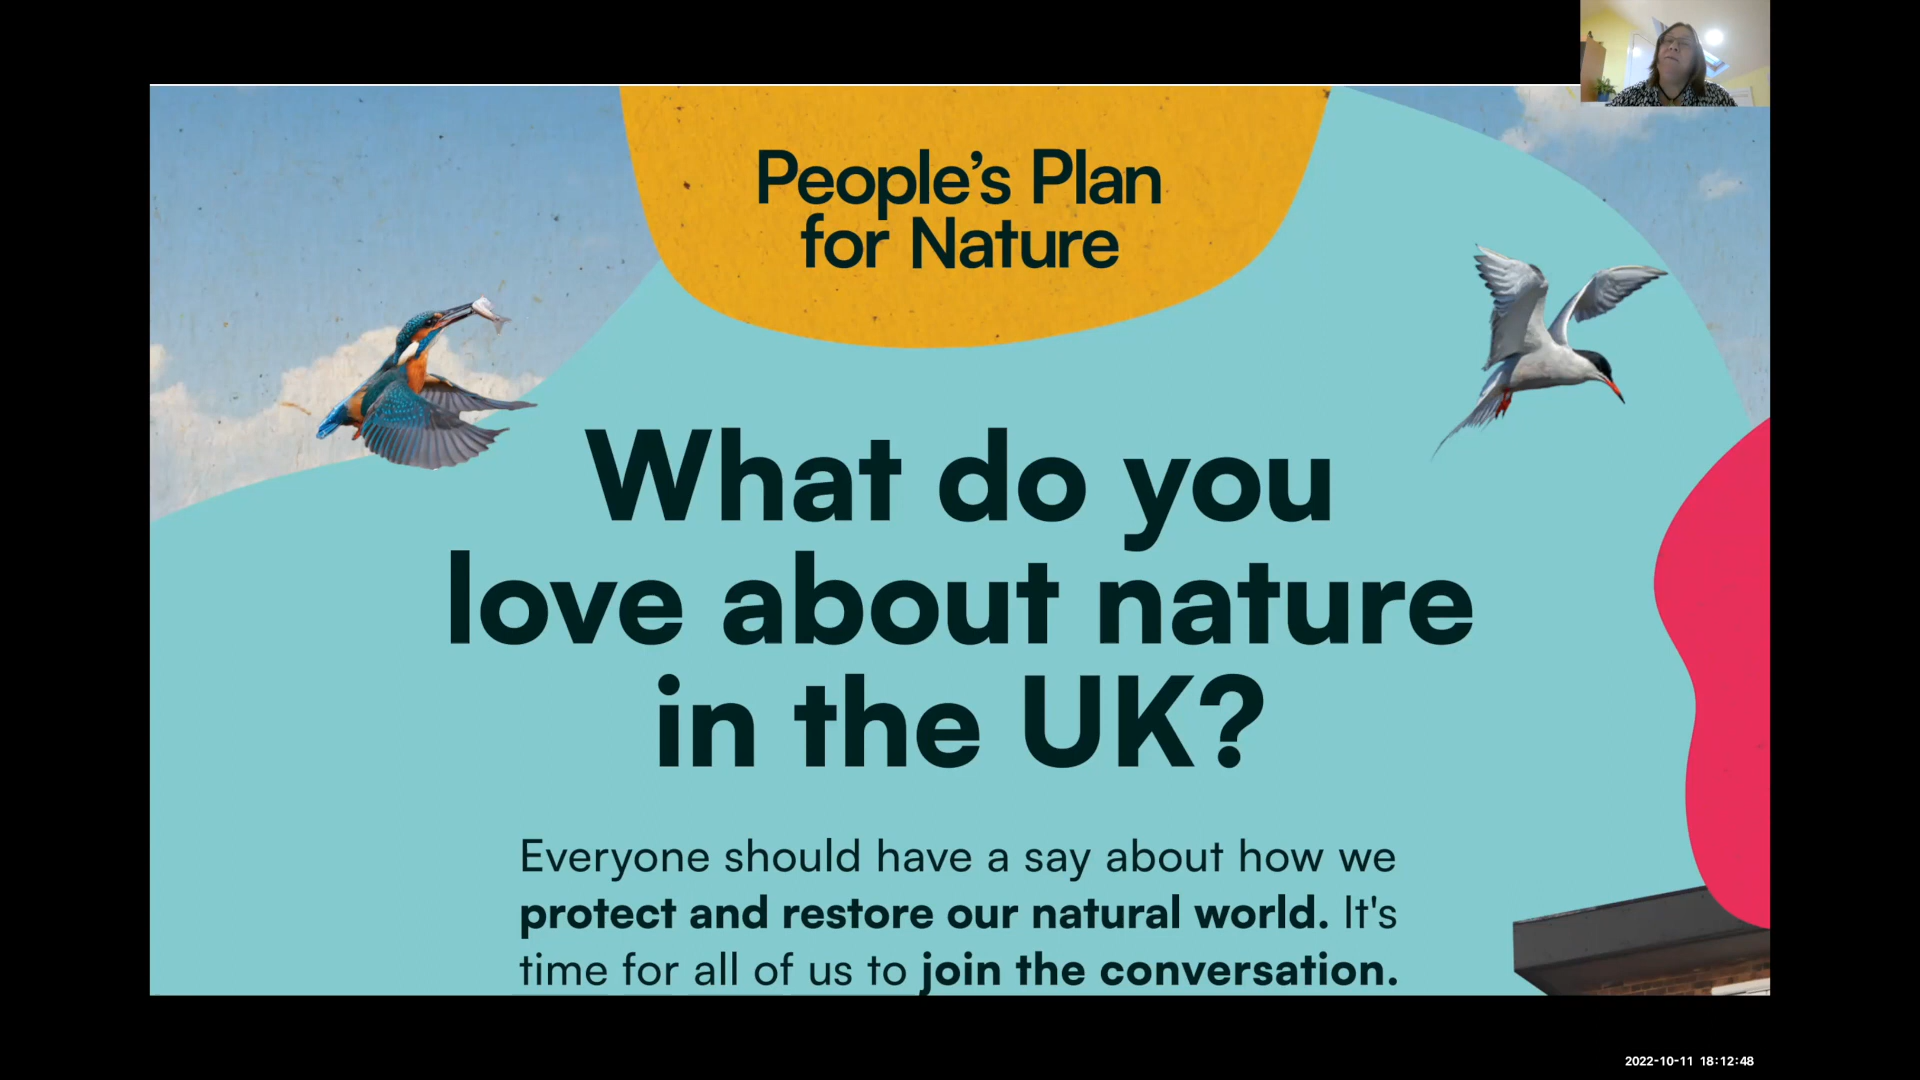 People’s Plan
for Nature
What do you
love about nature
in the UK?
Everyone should have a say about how we
protect and restore our natural world. It's
time for all of us to join the conversation.
2022-10-11 18:12:48